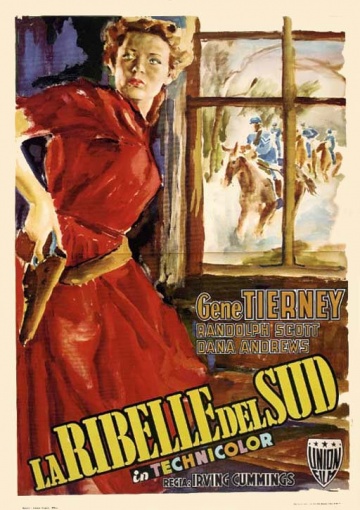 Gene TIERNEY
RANDOLPH SCOTT
DANA ANDREWS
LA RIBELLE DEL SUD
in TECHNICOLOR
REGIA: IRVING CUMMINGS
UNION
FILM